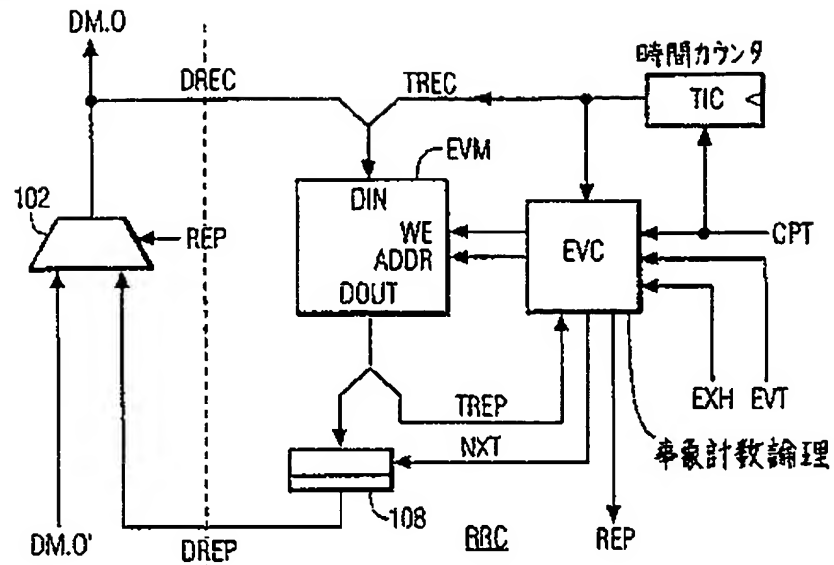 DM.O
時間カウンタ
DREC
TREC
TIC
EVM
102
DIN
REP
WE
EVC
CPT
ADDR
DOUT
TREP
EXH
EVT
NXT
事象計数論理
108
DM.O'
DREP
RRC
REP